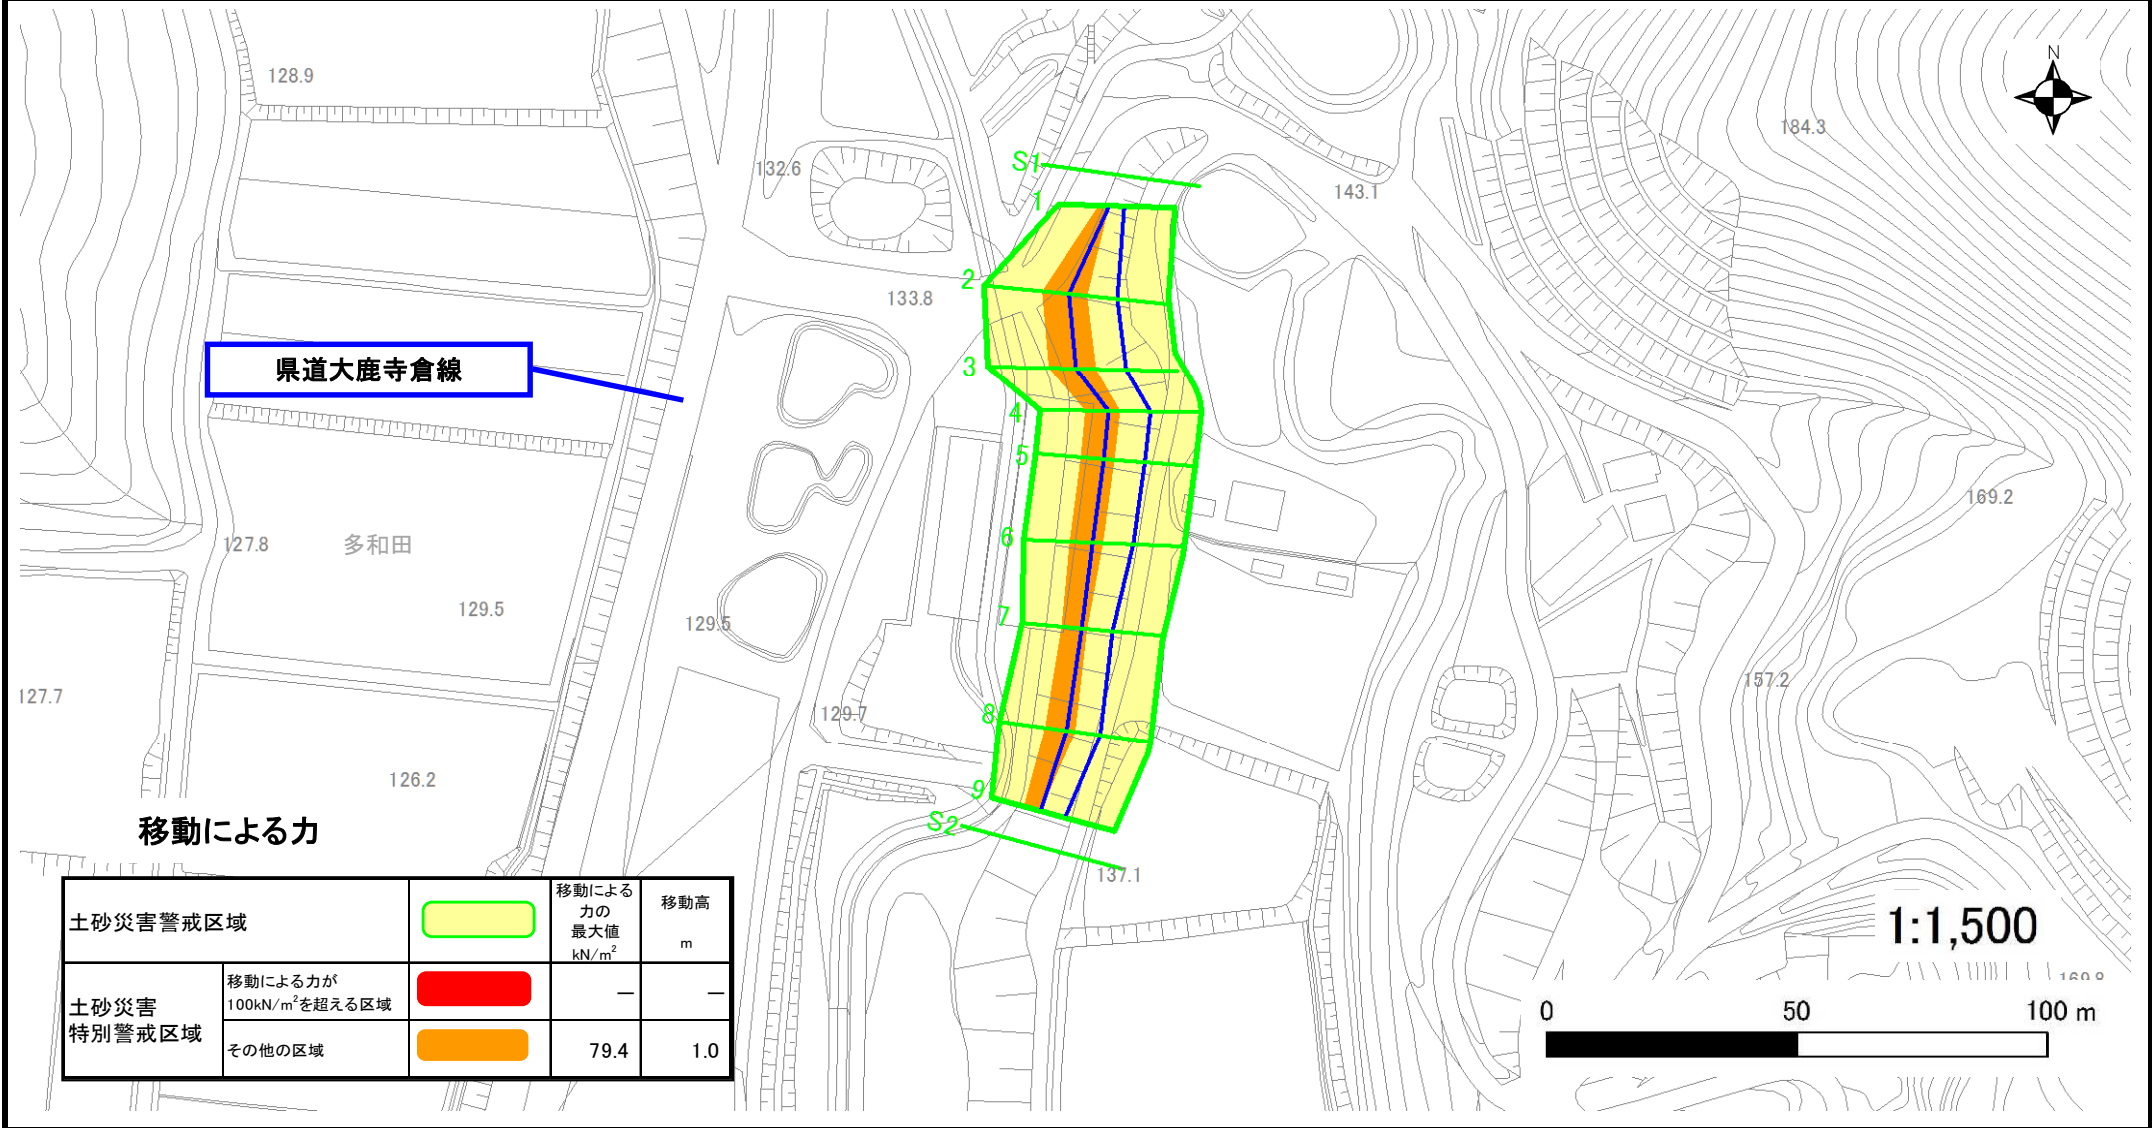 N
128.9
184.3
132.6
S1
143.1
1
2
133.8
3
県道大鹿寺倉線
4
5
169.2
6
127.8
多和田
129.5
7
129.5
157.2
127.7
8
129.7
126.2
9
S2
移動による力
137.1
1:1,500
169.8
0 50 100 m
土砂災害警戒区域
移動による
力の
最大値
kN/m²
移動高
m
土砂災害
特別警戒区域
移動による力が
100kN/m²を超える区域
— —
その他の区域
79.4 1.0